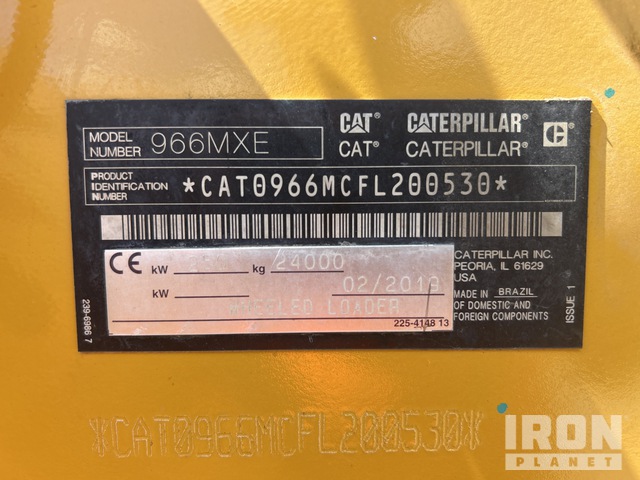 MODEL NUMBER 966MXE
CAT® CATERPILLAR®
CAT® CATERPILLAR®
PRODUCT IDENTIFICATION NUMBER *CAT0966MCFL200530*
CE kW kg 24000
kW 02/2019
WHEELED LOADER
225-4148 13
CATERPILLAR INC.
PEORIA, IL 61629
USA
MADE IN BRAZIL
OF DOMESTIC AND
FOREIGN COMPONENTS
ISSUE 1
239-6986 7
*CAT0966MCFL200530*
IRON
PLANET